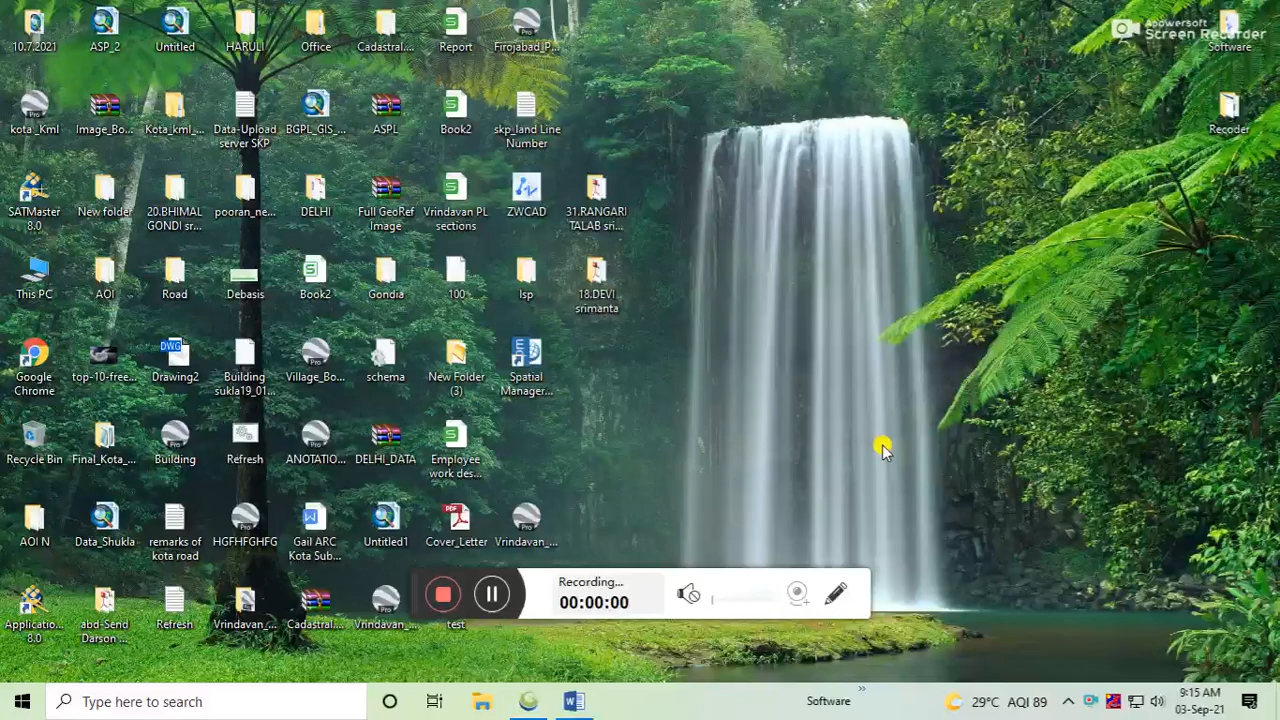 Apowersoft
Screen Recorder
10.7.2021
ASP_2
Untitled
HARULI
Office
Cadastral....
Report
Firojabad_P...
Software
kota _Kml
Image_Bo...
Kota_kml_...
Data-Upload
server SKP
BGPL_GIS_...
ASPL
Book2
skp_land Line
Number
Recoder
SATMaster
8.0
New folder
20.BHIMAL
GONDI sr...
pooran_ne...
DELHI
Full GeoRef
Image
Vrindavan PL
sections
ZWCAD
31.RANGARI
TALAB sri...
This PC
AOI
Road
Debasis
Book2
Gondia
100
lsp
18.DEVI
srimanta
Google
Chrome
top-10-free...
DWG
Drawing2
Building
sukla19_01...
Pro
Village_Bo...
schema
New Folder
(3)
Spatial
Manager...
Recycle Bin
Final_Kota_...
Building
Refresh
ANOTATIO...
DELHI_DATA
Employee
work des...
AOI N
Data_Shukla
remarks of
kota road
HGFHFGHFG
Gail ARC
Kota Sub...
Untitled1
PDF
Cover_Letter
Vrindavan_...
Recording...
00:00:00
Applicatio...
8.0
abd-Send
Darson ...
Refresh
Vrindavan_...
Cadastral....
Vrindavan_...
test
Type here to search
Software
29°C AQI 89
9:15 AM
03-Sep-21